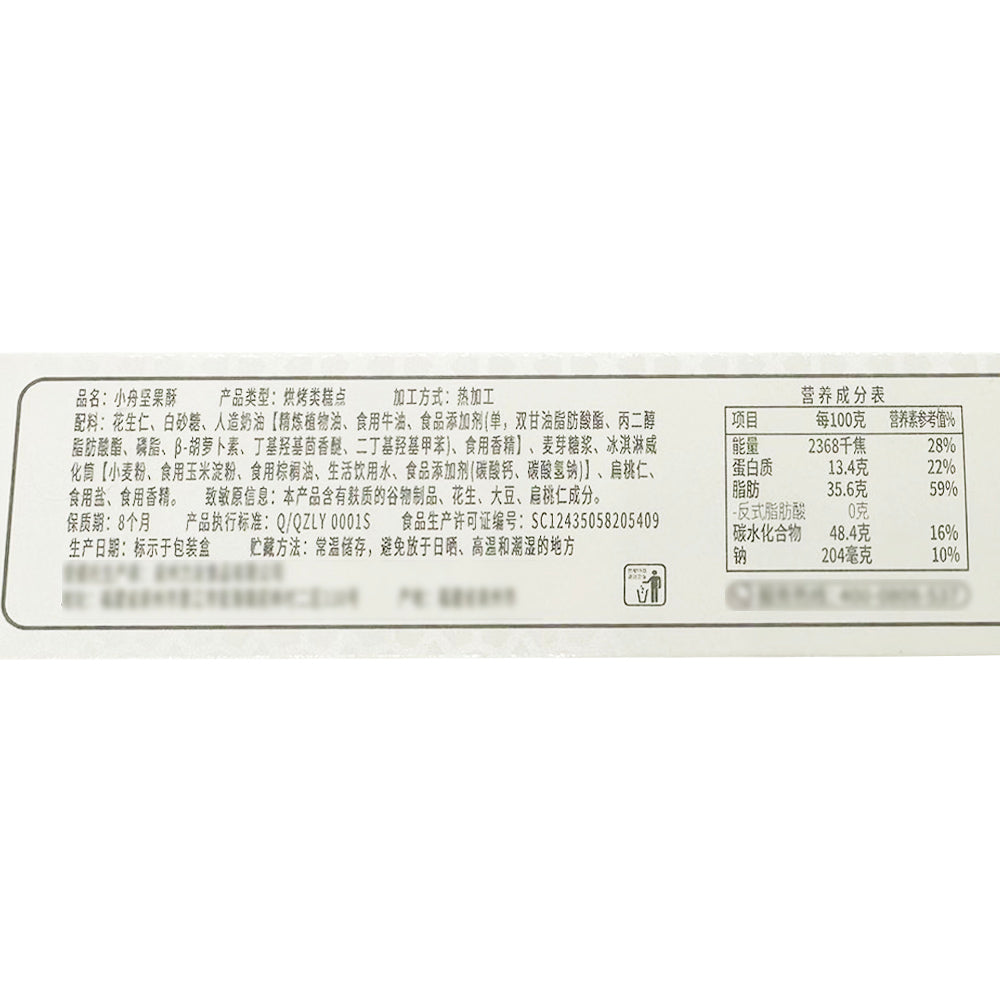 品名：小舟坚果酥 产品类型：烘烤类糕点 加工方式：热加工
配料：花生仁、白砂糖、人造奶油【精炼植物油、食用牛油、食品添加剂(单，双甘油脂肪酸酯、丙二醇
脂肪酸酯、磷脂、β-胡萝卜素、丁基羟基茴香醚、二丁基羟基甲苯)、食用香精】、麦芽糖浆、冰淇淋威
化筒【小麦粉、食用玉米淀粉、食用棕榈油、生活饮用水、食品添加剂(碳酸钙、碳酸氢钠)】、扁桃仁、
食用盐、食用香精。 致敏原信息：本产品含有麸质的谷物制品、花生、大豆、扁桃仁成分。
保质期：8个月 产品执行标准：Q/QZLY 0001S 食品生产许可证编号：SC12435058205409
生产日期：标示于包装盒 贮藏方法：常温储存，避免放于日晒、高温和潮湿的地方
营养成分表
项目 每100克 营养素参考值%
能量 2368千焦 28%
蛋白质 13.4克 22%
脂肪 35.6克 59%
-反式脂肪酸 0克
碳水化合物 48.4克 16%
钠 204毫克 10%